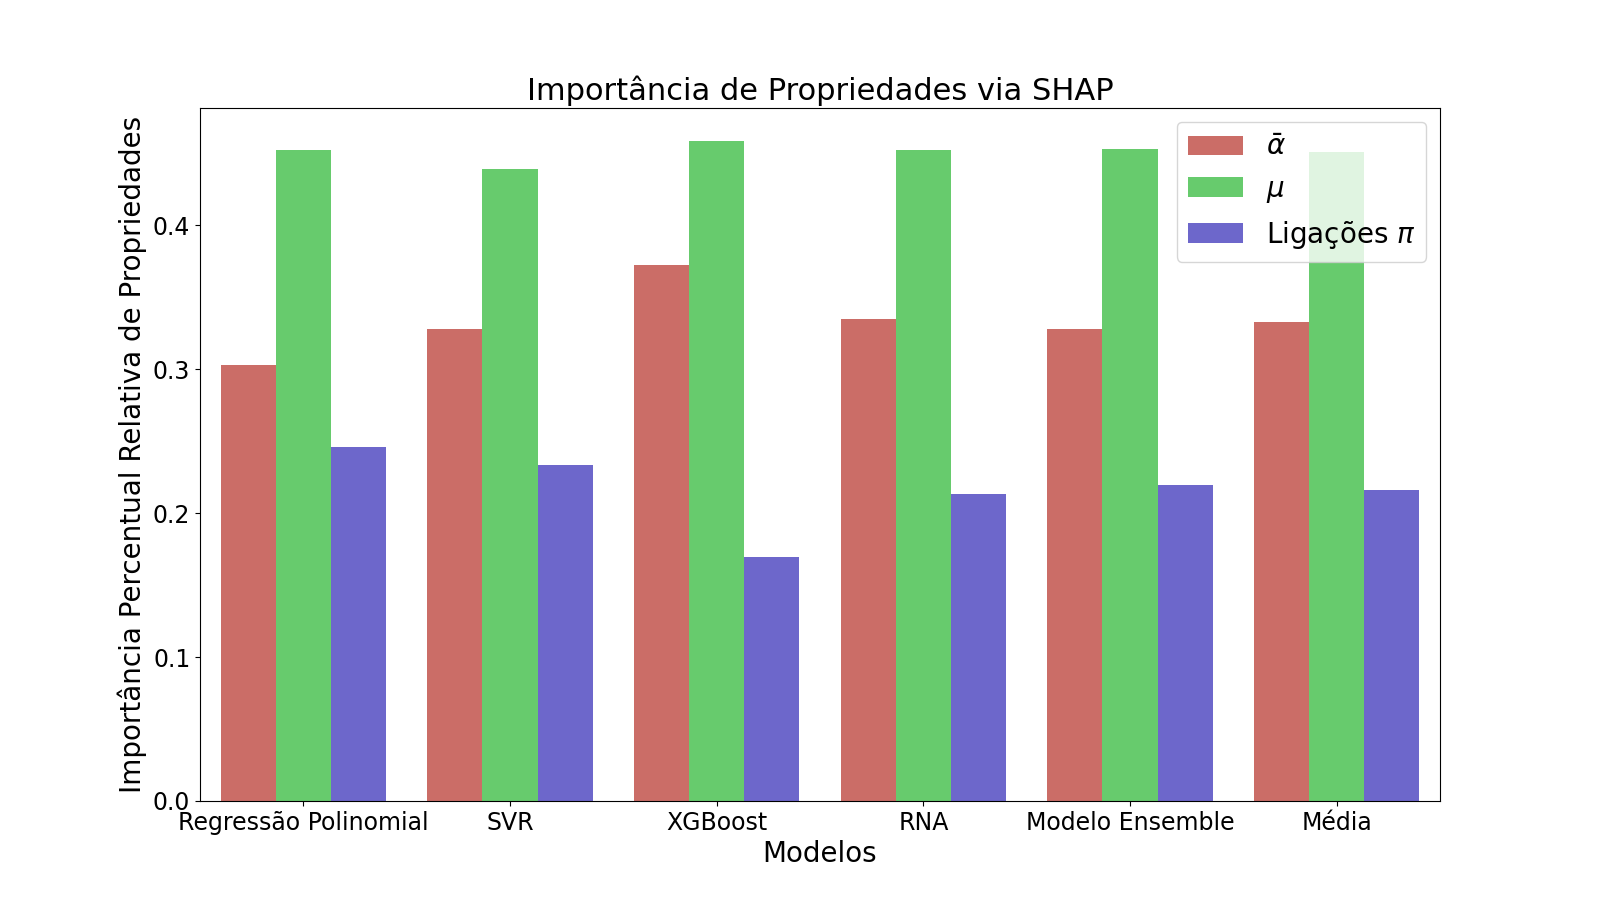 Importância de Propriedades via SHAP
Importância Percentual Relativa de Propriedades
0.4
0.3
0.2
0.1
0.0
ᾱ
μ
Ligações π
Regressão Polinomial SVR XGBoost RNA Modelo Ensemble Média
Modelos